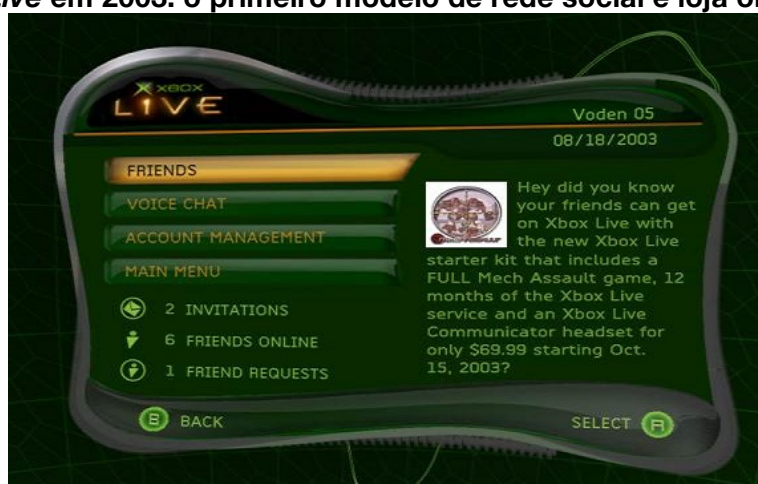 ive em 2003: o primeiro modelo de rede social e loja o
XBOX
LIVE
Voden 05
08/18/2003
FRIENDS
VOICE CHAT
ACCOUNT MANAGEMENT
MAIN MENU
2 INVITATIONS
6 FRIENDS ONLINE
1 FRIEND REQUESTS
Hey did you know
your friends can get
on Xbox Live with
the new Xbox Live
starter kit that includes a
FULL Mech Assault game, 12
months of the Xbox Live
service and an Xbox Live
Communicator headset for
only $69.99 starting Oct.
15, 2003?
B BACK
SELECT A